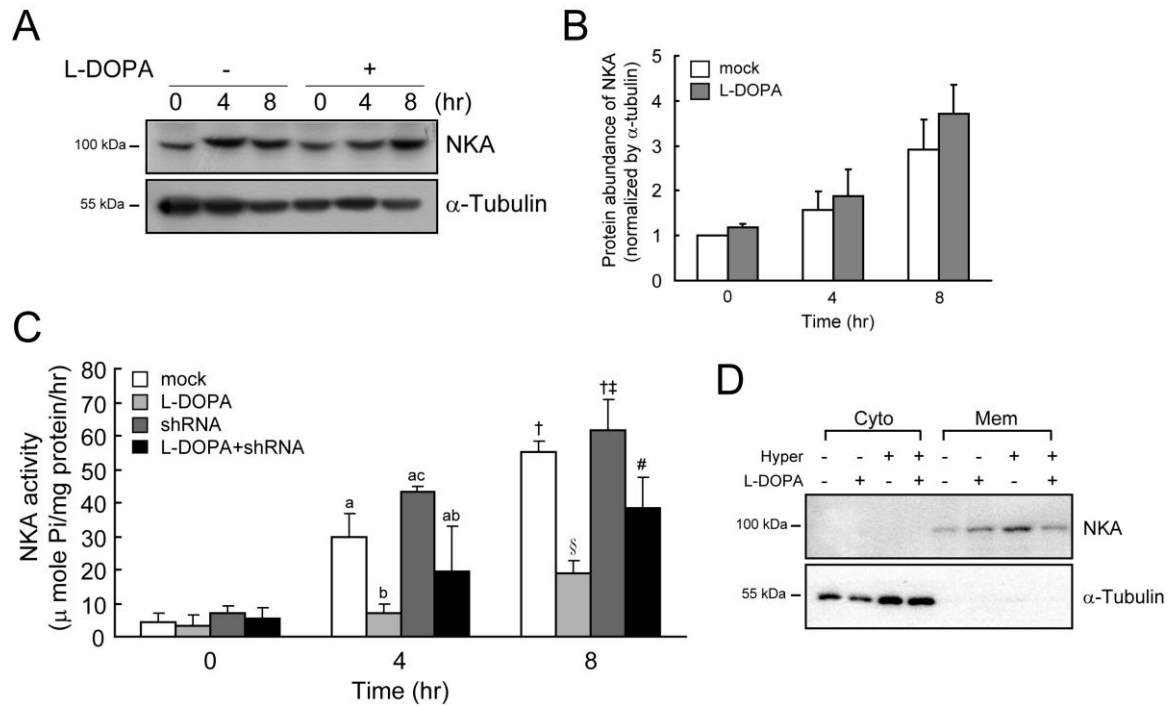 A
L-DOPA - +
0 4 8 0 4 8 (hr)
100 kDa NKA
55 kDa α-Tubulin
B
Protein abundance of NKA
(normalized by α-tubulin)
5
4
3
2
1
0
mock
L-DOPA
0 4 8
Time (hr)
C
NKA activity
(μ mole Pi/mg protein/hr)
80
70
60
50
40
30
20
10
0
mock
L-DOPA
shRNA
L-DOPA+shRNA
a b ac ab
† § †‡ #
0 4 8
Time (hr)
D
Cyto Mem
Hyper - - + + - - + +
L-DOPA - + - + - + - +
100 kDa NKA
55 kDa α-Tubulin